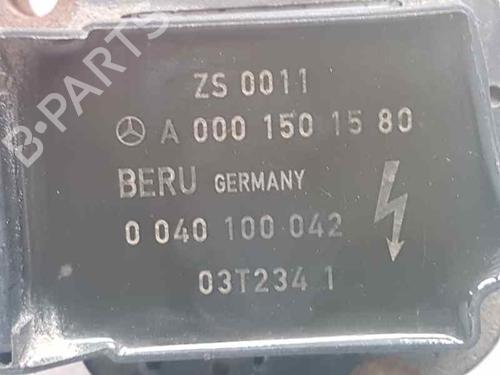 B-PARTS
ZS 0011
A 000 150 15 80
BERU GERMANY
0 040 100 042
03T234 1